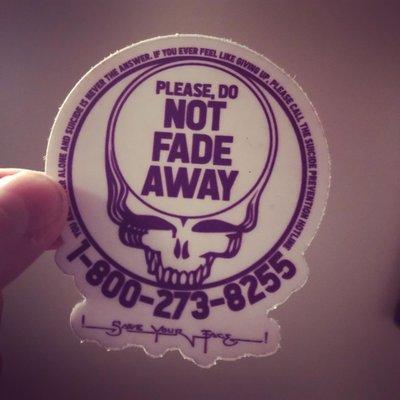 ALONE AND SUICIDE IS NEVER THE ANSWER. IF YOU EVER FEEL LIKE GIVING UP, PLEASE CALL THE SUICIDE PREVENTION HOTLINE
PLEASE, DO
NOT
FADE
AWAY
1-800-273-8255
! SAVE YOUR FACE !